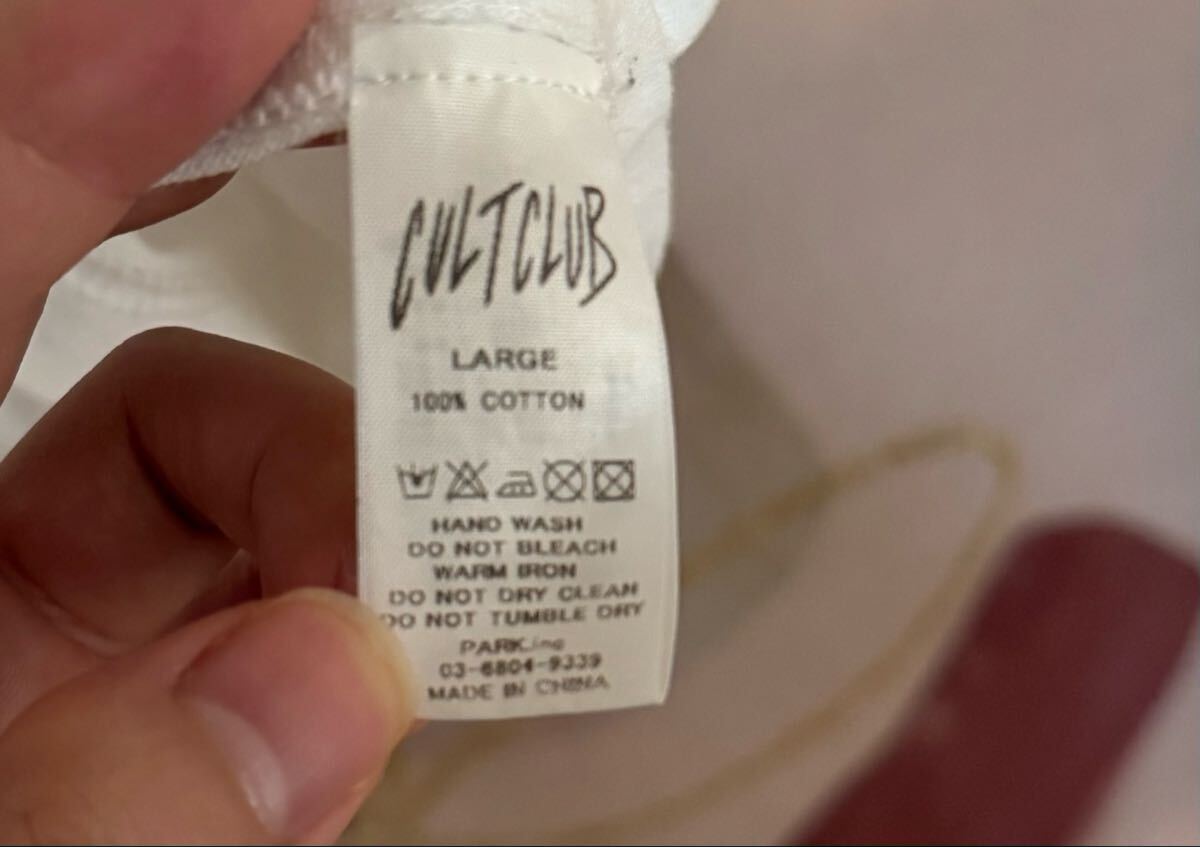 CULTCLUB
LARGE
100% COTTON
HAND WASH
DO NOT BLEACH
WARM IRON
DO NOT DRY CLEAN
DO NOT TUMBLE DRY
PARK.inc
03-6804-9339
MADE IN CHINA